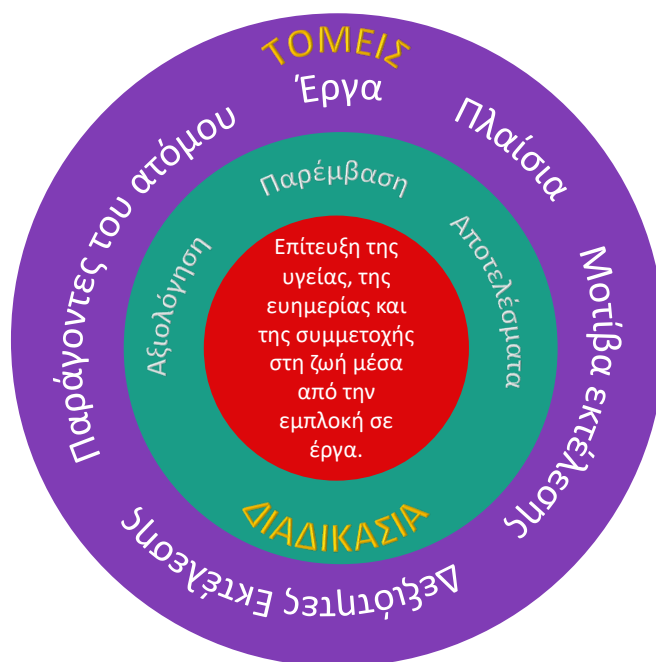 ΤΟΜΕΙΣ
Έργα
Πλαίσια
Μοτίβα εκτέλεσης
Δεξιότητες Εκτέλεσης
Παράγοντες του ατόμου
Παρέμβαση
Αποτελέσματα
Αξιολόγηση
ΔΙΑΔΙΚΑΣΙΑ
Επίτευξη της
υγείας, της
ευημερίας και
της συμμετοχής
στη ζωή μέσα
από την
εμπλοκή σε
έργα.